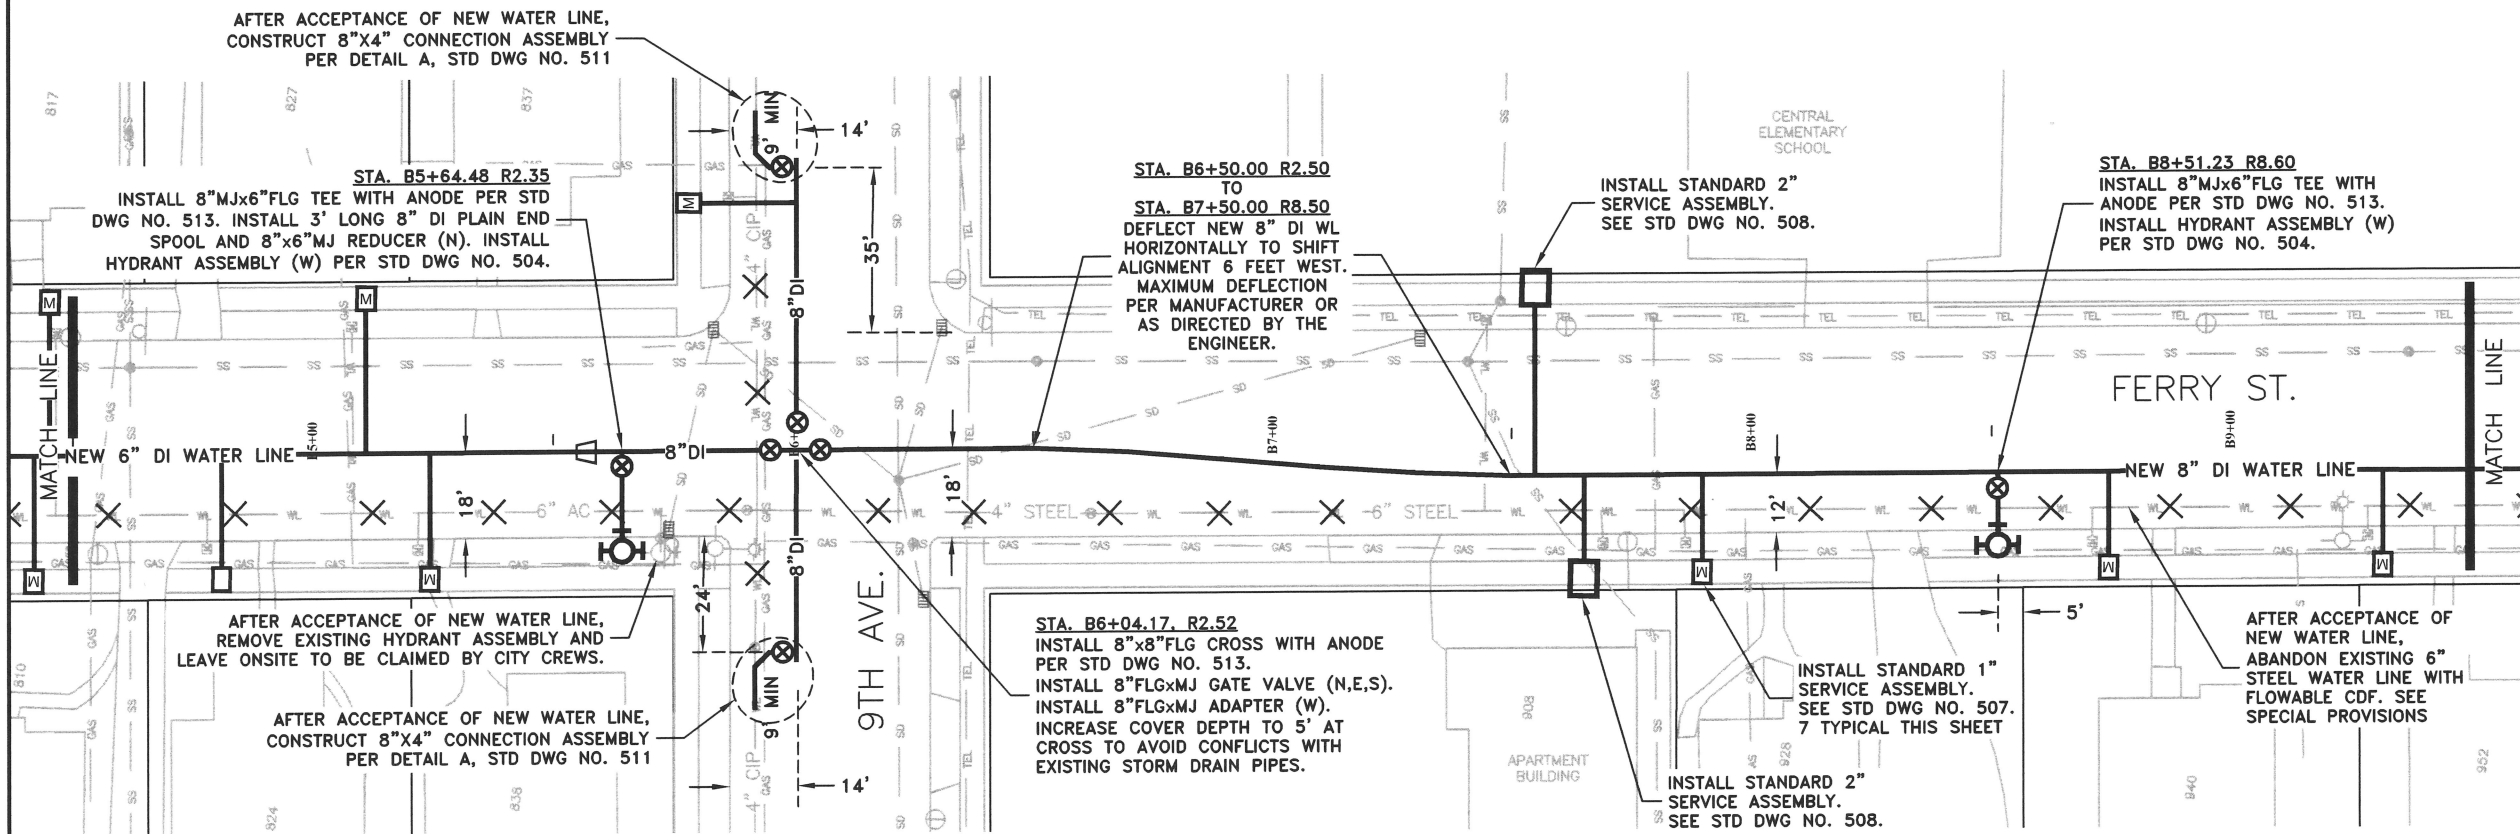 AFTER ACCEPTANCE OF NEW WATER LINE,
CONSTRUCT 8"X4" CONNECTION ASSEMBLY
PER DETAIL A, STD DWG NO. 511
817
827
837
9' MIN
14'
CENTRAL
ELEMENTARY
SCHOOL
STA. B5+64.48 R2.35
INSTALL 8"MJx6"FLG TEE WITH ANODE PER STD
DWG NO. 513. INSTALL 3' LONG 8" DI PLAIN END
SPOOL AND 8"x6"MJ REDUCER (N). INSTALL
HYDRANT ASSEMBLY (W) PER STD DWG NO. 504.
35'
4" CIP
8"DI
STA. B6+50.00 R2.50
TO
STA. B7+50.00 R8.50
DEFLECT NEW 8" DI WL
HORIZONTALLY TO SHIFT
ALIGNMENT 6 FEET WEST.
MAXIMUM DEFLECTION
PER MANUFACTURER OR
AS DIRECTED BY THE
ENGINEER.
INSTALL STANDARD 2"
SERVICE ASSEMBLY.
SEE STD DWG NO. 508.
STA. B8+51.23 R8.60
INSTALL 8"MJx6"FLG TEE WITH
ANODE PER STD DWG NO. 513.
INSTALL HYDRANT ASSEMBLY (W)
PER STD DWG NO. 504.
FERRY ST.
MATCH LINE
MATCH LINE
NEW 6" DI WATER LINE
8"DI
B7+00
B8+00
B9+00
NEW 8" DI WATER LINE
18'
6" AC
18'
4" STEEL
6" STEEL
12'
8"DI
24'
9TH AVE.
AFTER ACCEPTANCE OF NEW WATER LINE,
REMOVE EXISTING HYDRANT ASSEMBLY AND
LEAVE ONSITE TO BE CLAIMED BY CITY CREWS.
AFTER ACCEPTANCE OF NEW WATER LINE,
CONSTRUCT 8"X4" CONNECTION ASSEMBLY
PER DETAIL A, STD DWG NO. 511
9' MIN
4" CIP
14'
STA. B6+04.17, R2.52
INSTALL 8"x8"FLG CROSS WITH ANODE
PER STD DWG NO. 513.
INSTALL 8"FLGxMJ GATE VALVE (N,E,S).
INSTALL 8"FLGxMJ ADAPTER (W).
INCREASE COVER DEPTH TO 5' AT
CROSS TO AVOID CONFLICTS WITH
EXISTING STORM DRAIN PIPES.
5'
INSTALL STANDARD 1"
SERVICE ASSEMBLY.
SEE STD DWG NO. 507.
7 TYPICAL THIS SHEET
AFTER ACCEPTANCE OF
NEW WATER LINE,
ABANDON EXISTING 6"
STEEL WATER LINE WITH
FLOWABLE CDF. SEE
SPECIAL PROVISIONS
INSTALL STANDARD 2"
SERVICE ASSEMBLY.
SEE STD DWG NO. 508.
APARTMENT
BUILDING
810
824
838
908
928
940
952